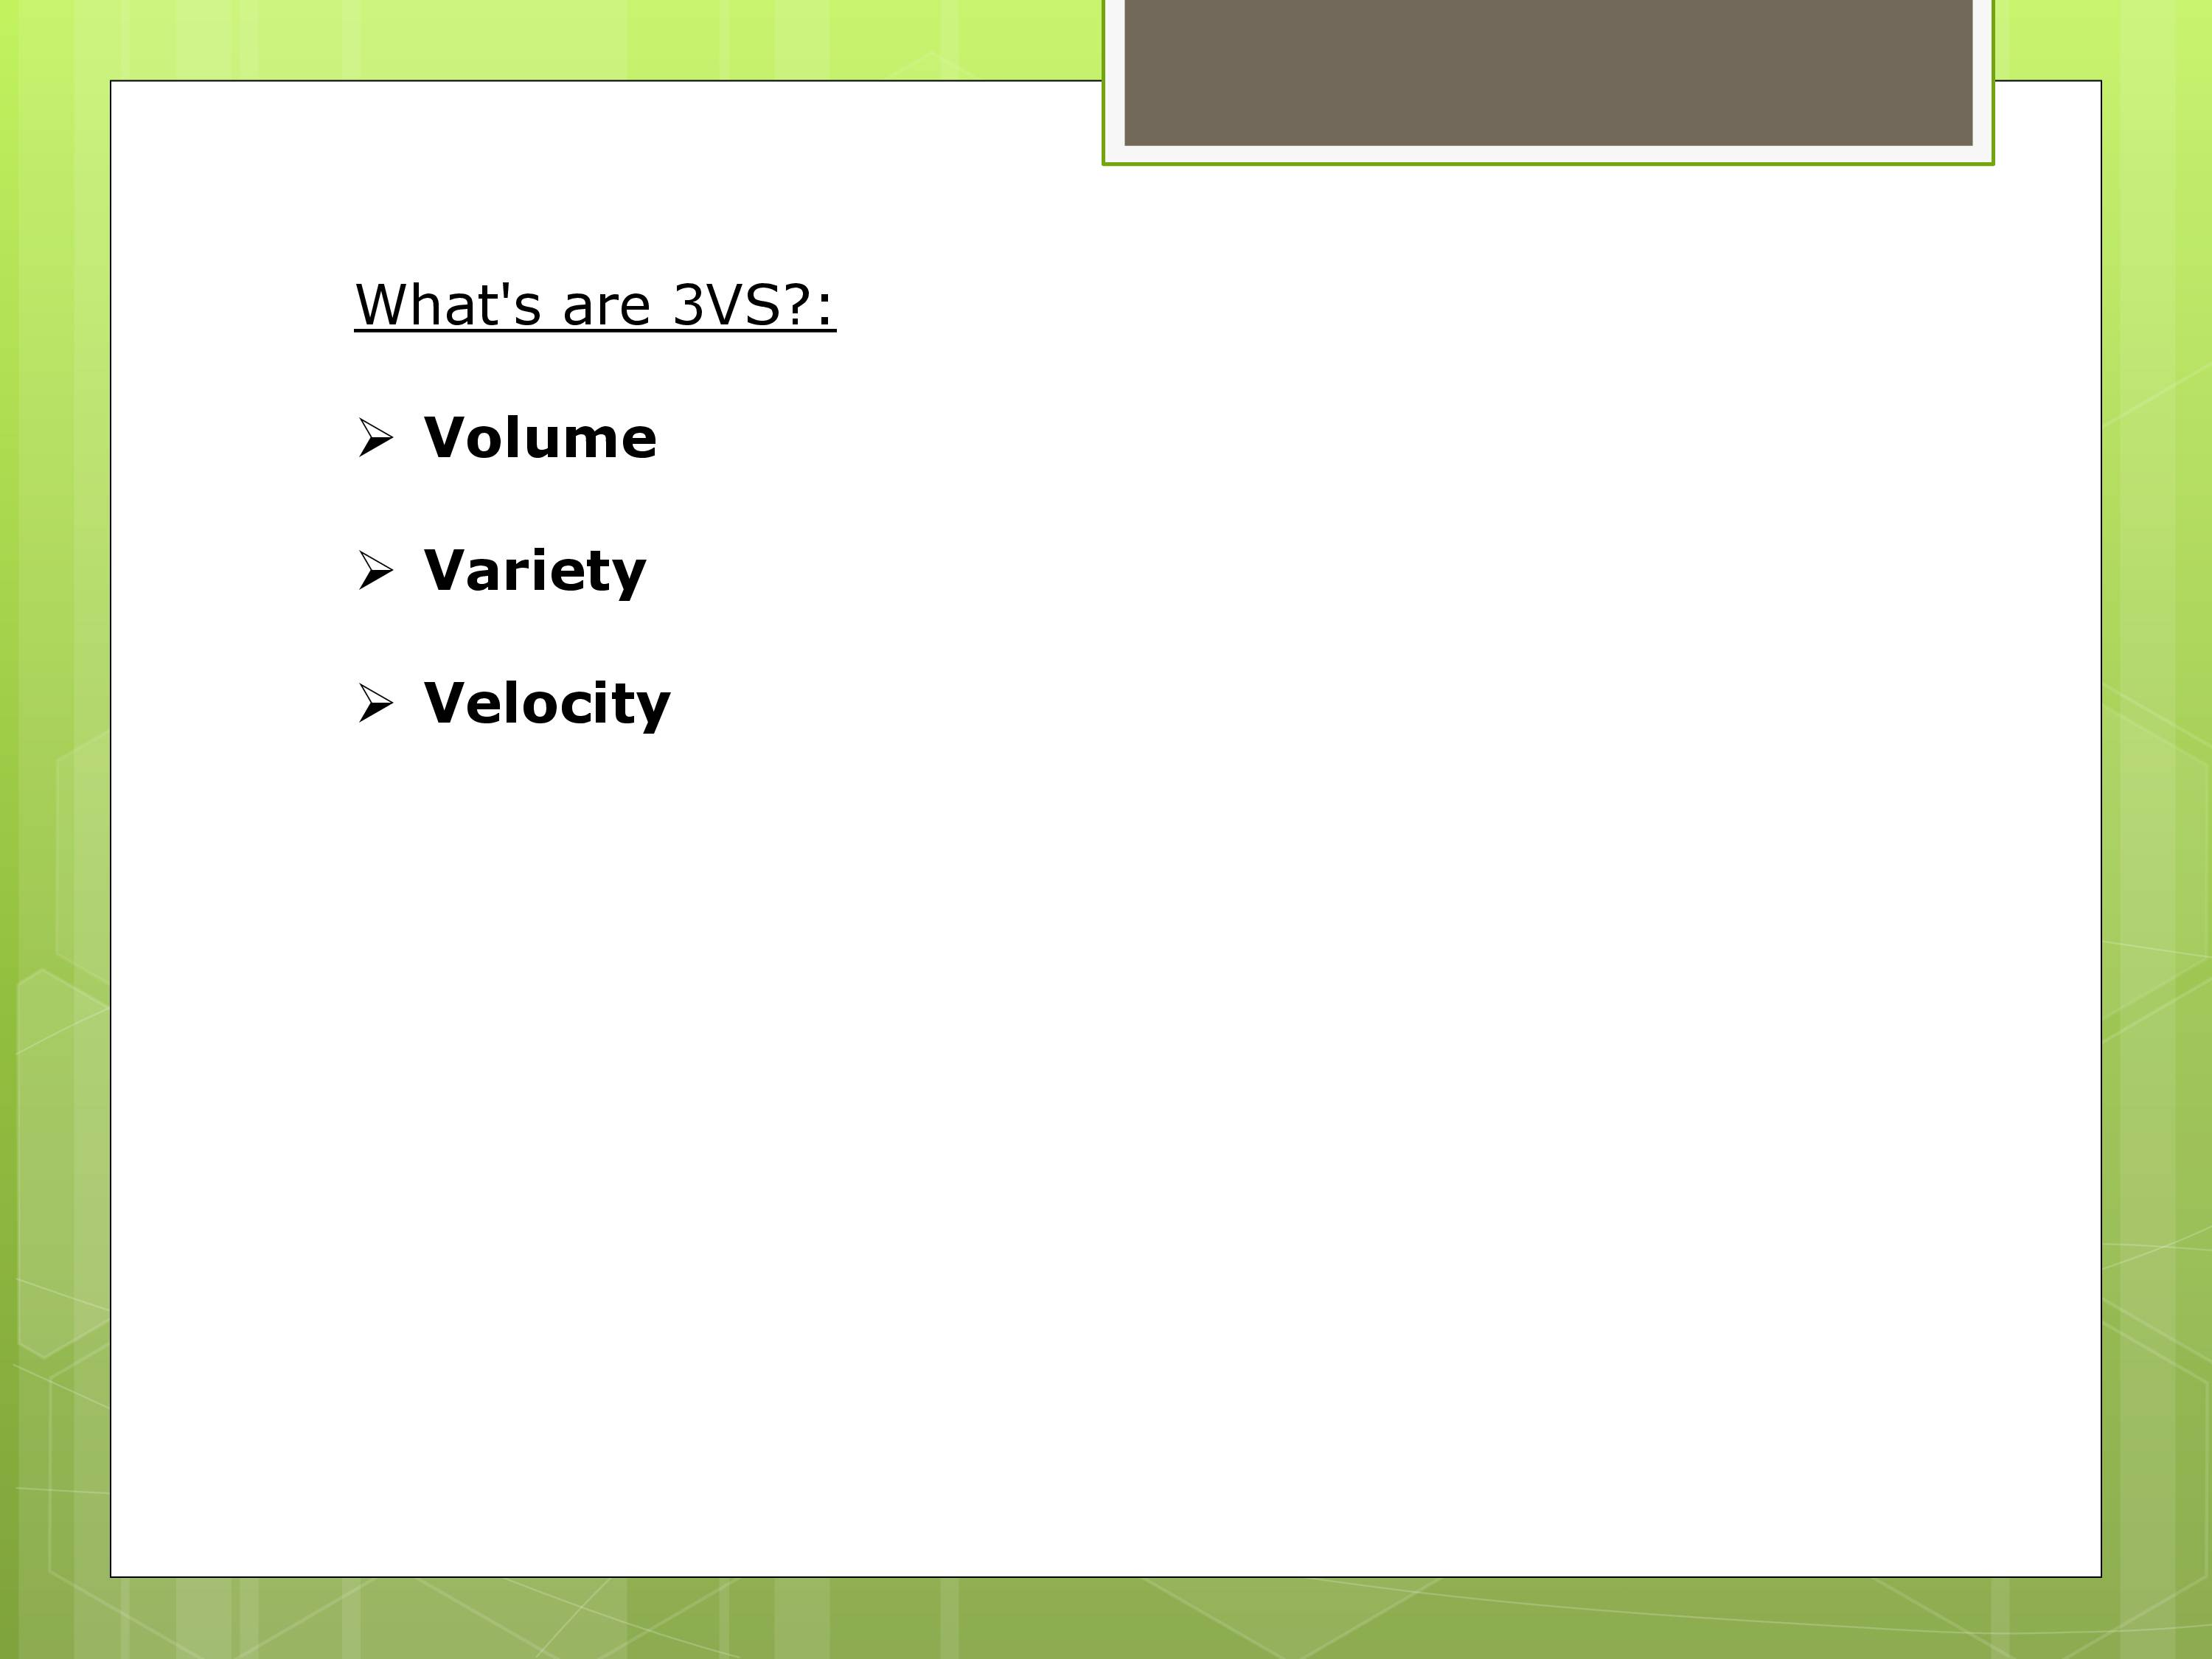 What's are 3VS?:
➢ Volume
➢ Variety
➢ Velocity